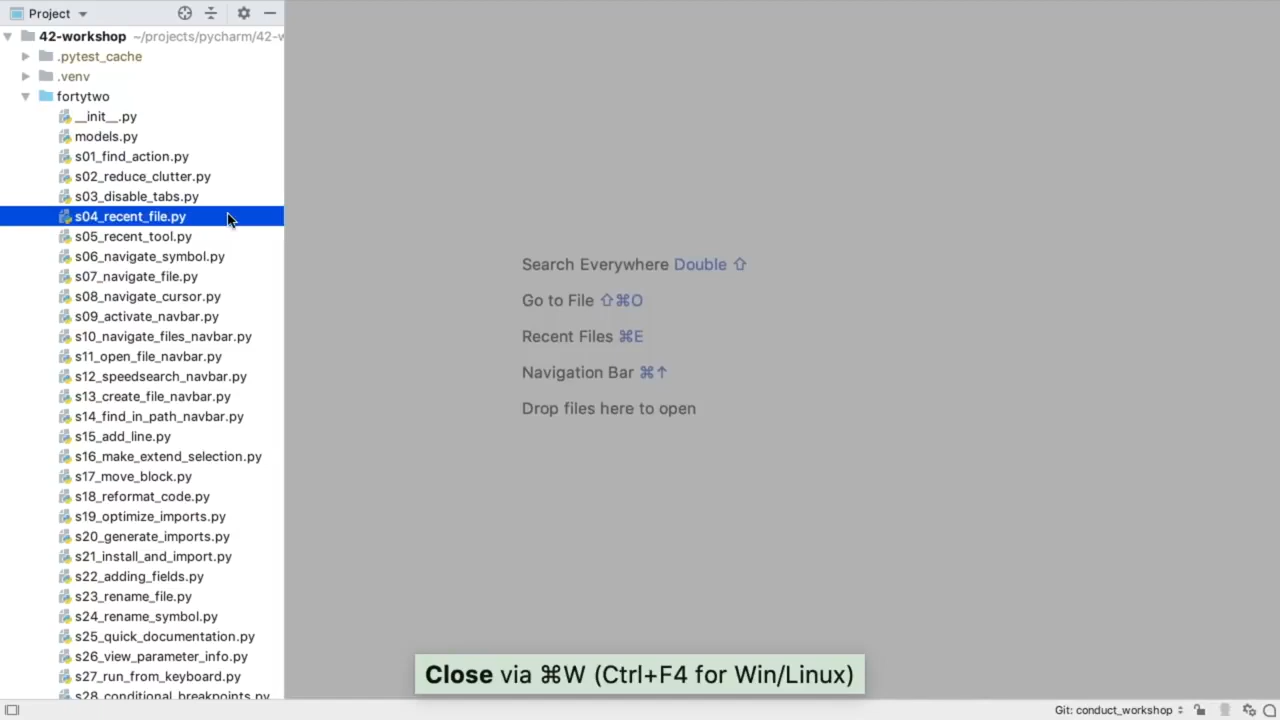 Project
42-workshop ~/projects/pycharm/42-w
.pytest_cache
.venv
fortytwo
__init__.py
models.py
s01_find_action.py
s02_reduce_clutter.py
s03_disable_tabs.py
s04_recent_file.py
s05_recent_tool.py
s06_navigate_symbol.py
s07_navigate_file.py
s08_navigate_cursor.py
s09_activate_navbar.py
s10_navigate_files_navbar.py
s11_open_file_navbar.py
s12_speedsearch_navbar.py
s13_create_file_navbar.py
s14_find_in_path_navbar.py
s15_add_line.py
s16_make_extend_selection.py
s17_move_block.py
s18_reformat_code.py
s19_optimize_imports.py
s20_generate_imports.py
s21_install_and_import.py
s22_adding_fields.py
s23_rename_file.py
s24_rename_symbol.py
s25_quick_documentation.py
s26_view_parameter_info.py
s27_run_from_keyboard.py
s28_conditional_breakpoints.py
Search Everywhere Double ⇧
Go to File ⇧⌘O
Recent Files ⌘E
Navigation Bar ⌘↑
Drop files here to open
Close via ⌘W (Ctrl+F4 for Win/Linux)
Git: conduct_workshop